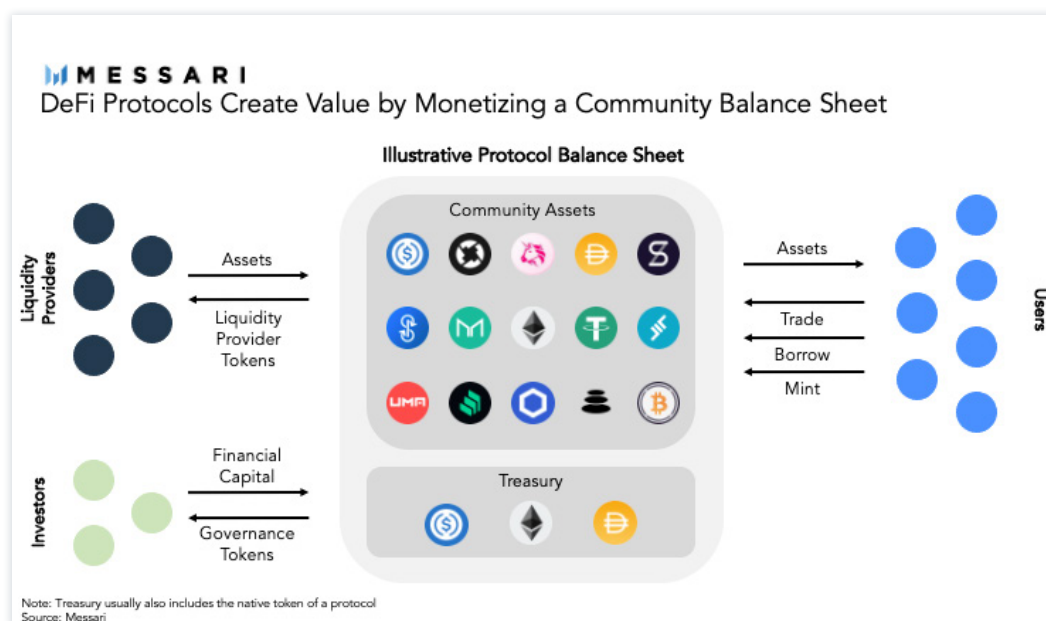 MESSARI
DeFi Protocols Create Value by Monetizing a Community Balance Sheet
Illustrative Protocol Balance Sheet
Liquidity
Providers
Assets
Liquidity
Provider
Tokens
Community Assets
UMA
Assets
Trade
Borrow
Mint
Users
Investors
Financial
Capital
Governance
Tokens
Treasury
Note: Treasury usually also includes the native token of a protocol
Source: Messari